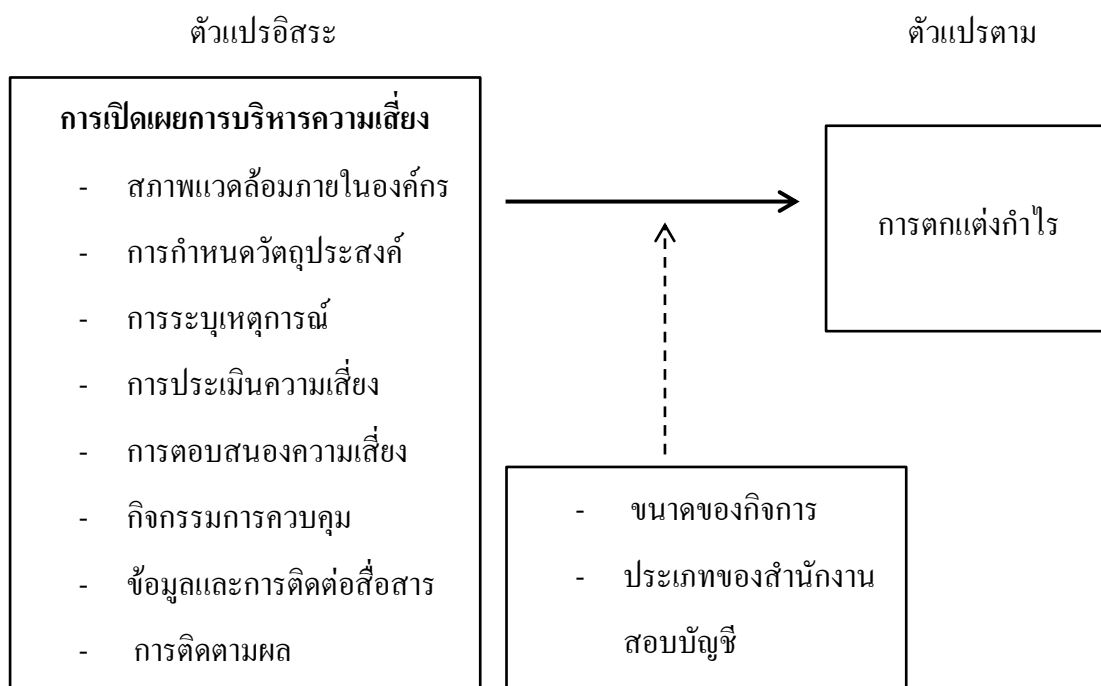 ตัวแปรอิสระ
ตัวแปรตาม
การเปิดเผยการบริหารความเสี่ยง
- สภาพแวดล้อมภายในองค์กร
- การกำหนดวัตถุประสงค์
- การระบุเหตุการณ์
- การประเมินความเสี่ยง
- การตอบสนองความเสี่ยง
- กิจกรรมการควบคุม
- ข้อมูลและการติดต่อสื่อสาร
- การติดตามผล
การตกแต่งกำไร
- ขนาดของกิจการ
- ประเภทของสำนักงาน
สอบบัญชี